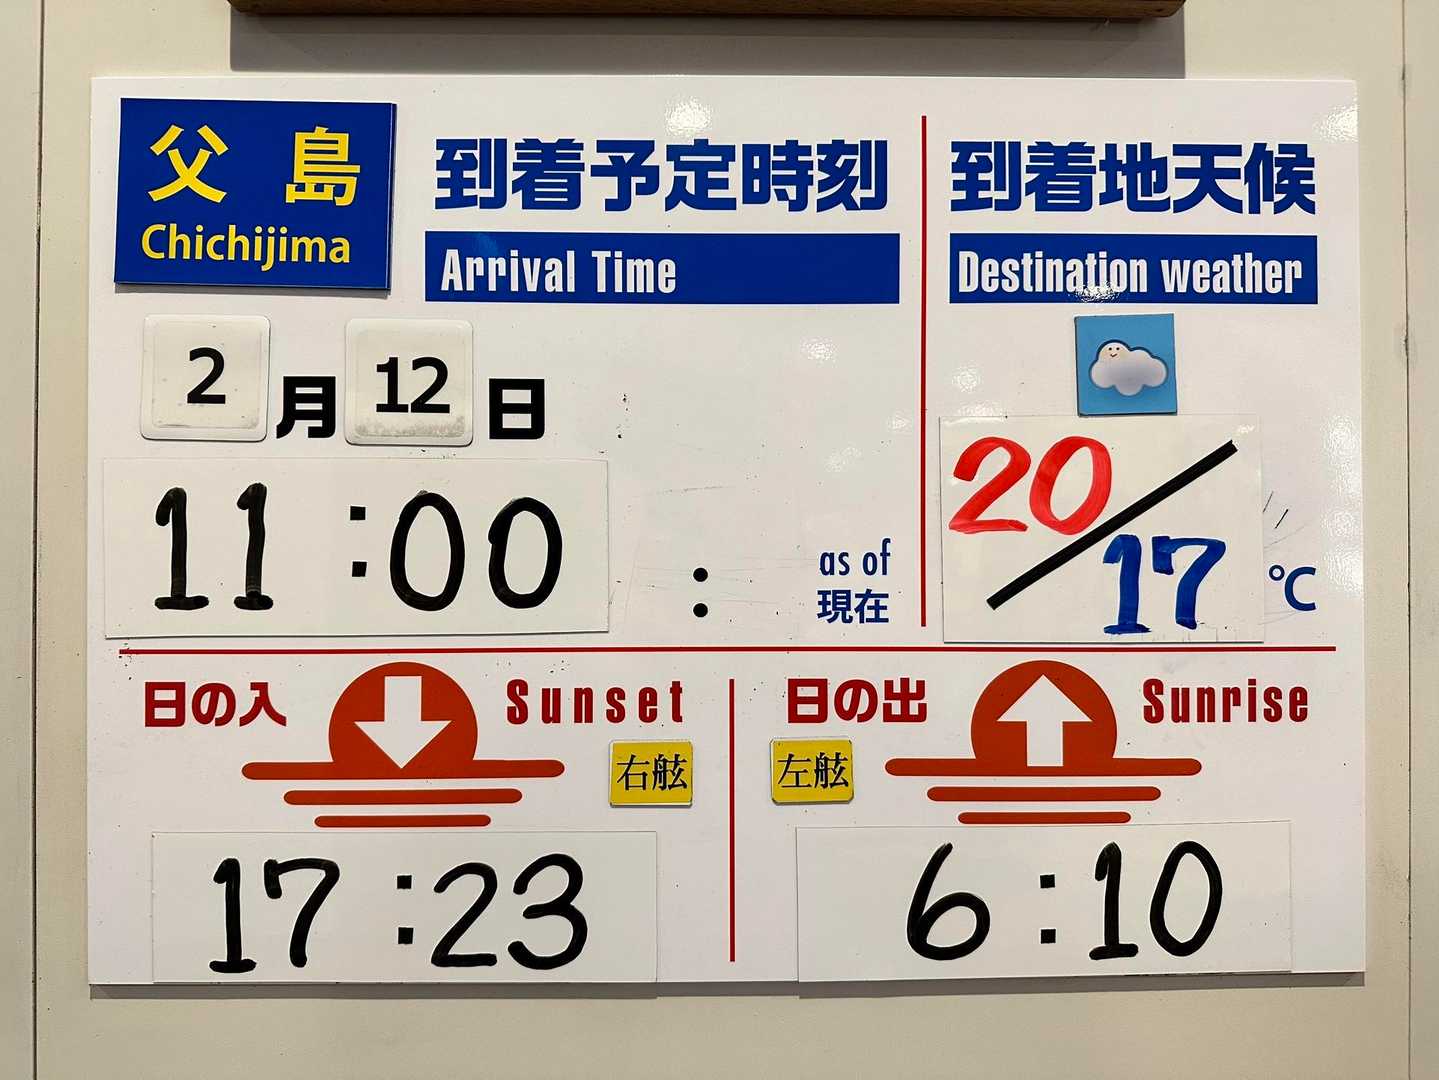 父島
Chichijima
到着予定時刻
Arrival Time
2月12日
11:00
:
as of
現在
到着地天候
Destination weather
20/17
℃
日の入
Sunset
右舷
17:23
日の出
Sunrise
左舷
6:10